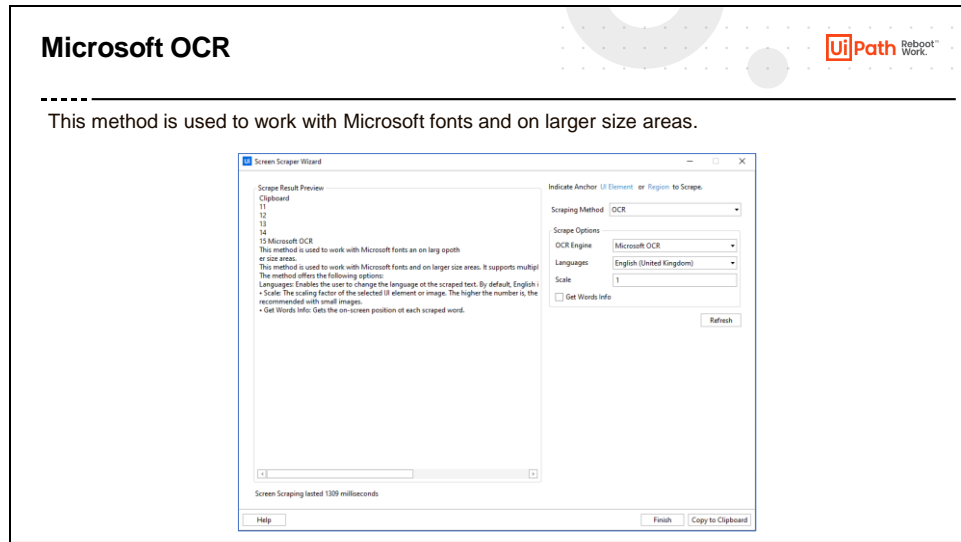 Microsoft OCR
Ui Path Reboot™ Work.
This method is used to work with Microsoft fonts and on larger size areas.
Ui Screen Scraper Wizard
Scrape Result Preview
Clipboard
11
12
13
14
15 Microsoft OCR
This method is used to work with Microsoft fonts an on larg opoth
er size areas.
This method is used to work with Microsoft fonts and on larger size areas. It supports multipl
The method offers the following options:
Languages: Enables the user to change the language ot the scraped text. By default, English i
• Scale: The scaling factor of the selected UI element or image. The higher the number is, the
recommended with small images.
• Get Words Info: Gets the on-screen position ot each scraped word.
Screen Scraping lasted 1309 milliseconds
Indicate Anchor UI Element or Region to Scrape.
Scraping Method OCR
Scrape Options
OCR Engine Microsoft OCR
Languages English (United Kingdom)
Scale 1
Get Words Info
Refresh
Help
Finish
Copy to Clipboard